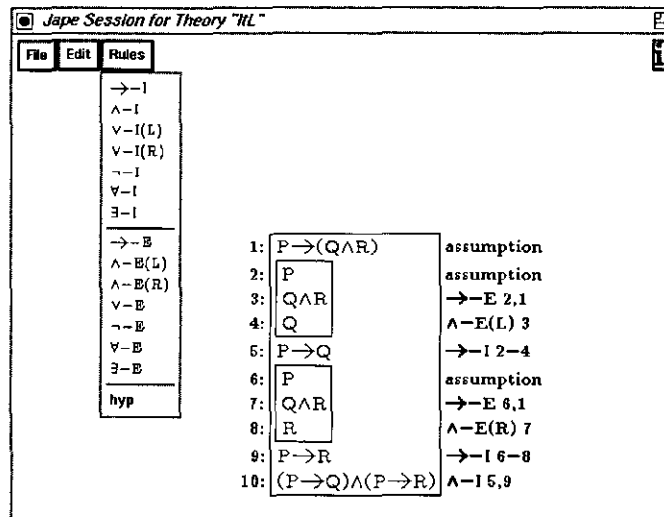 Jape Session for Theory "ItL"
File Edit Rules
→-I
∧-I
∨-I(L)
∨-I(R)
¬-I
∀-I
∃-I
→-E
∧-E(L)
∧-E(R)
∨-E
¬-E
∀-E
∃-E
hyp
1: P→(Q∧R) assumption
2: P assumption
3: Q∧R →-E 2,1
4: Q ∧-E(L) 3
5: P→Q →-I 2-4
6: P assumption
7: Q∧R →-E 6,1
8: R ∧-E(R) 7
9: P→R →-I 6-8
10: (P→Q)∧(P→R) ∧-I 5,9